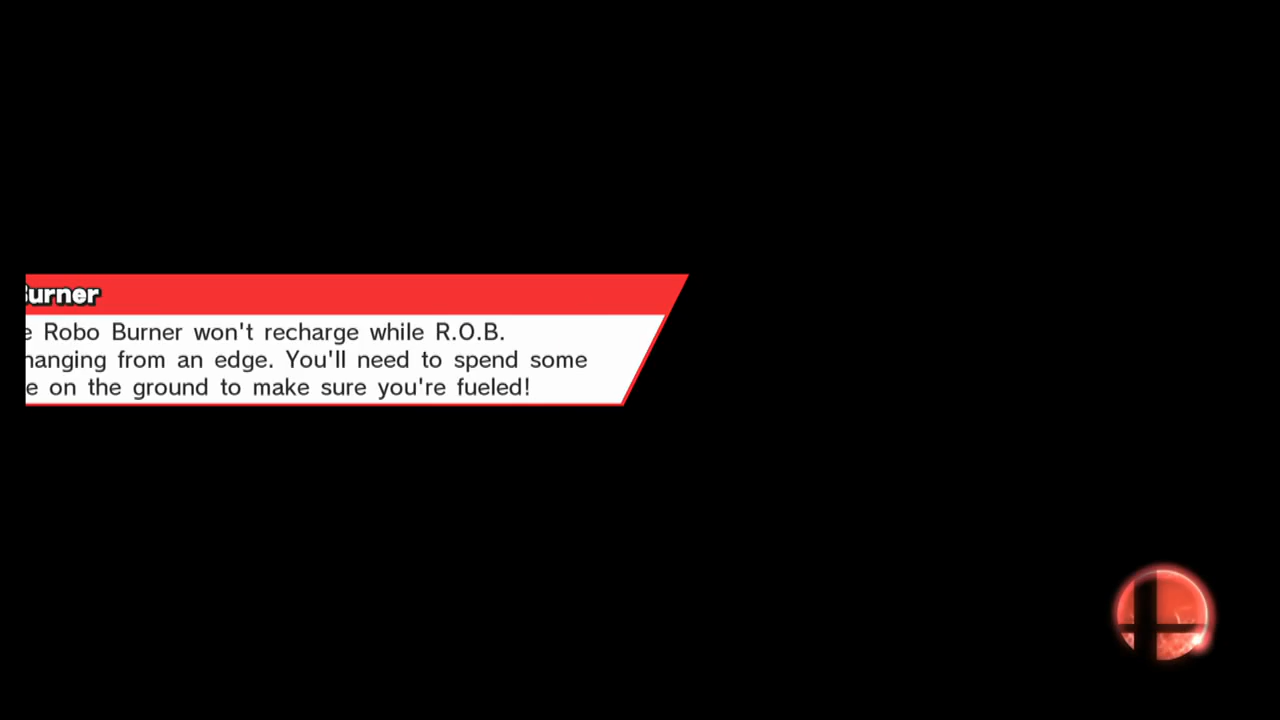 Burner
e Robo Burner won't recharge while R.O.B.
hanging from an edge. You'll need to spend some
e on the ground to make sure you're fueled!